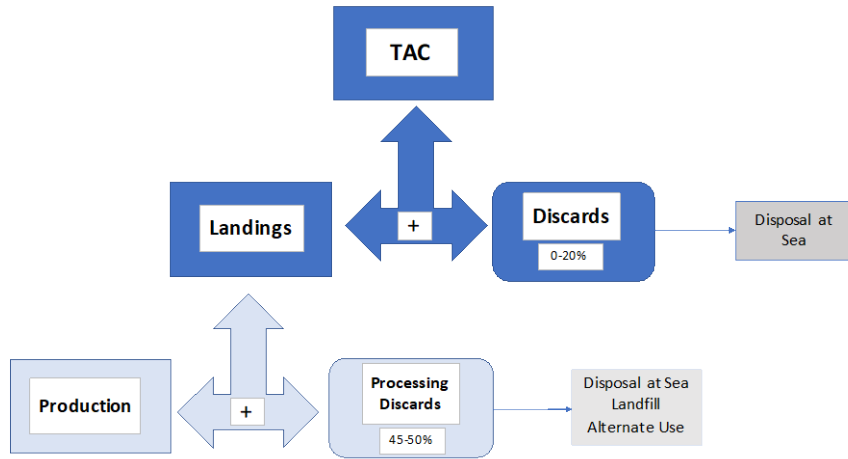 TAC
Landings
+
Discards
0-20%
Disposal at
Sea
Production
+
Processing
Discards
45-50%
Disposal at Sea
Landfill
Alternate Use